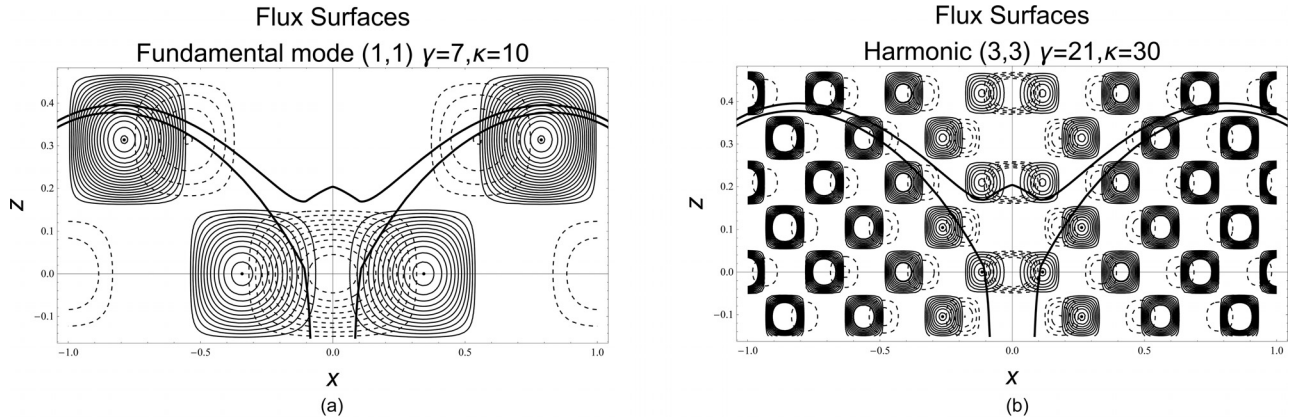 Flux Surfaces
Fundamental mode (1,1) γ=7,κ=10
z
0.4
0.3
0.2
0.1
0.0
−0.1
−1.0
−0.5
0.0
0.5
1.0
x
(a)
Flux Surfaces
Harmonic (3,3) γ=21,κ=30
z
0.4
0.3
0.2
0.1
0.0
−0.1
−1.0
−0.5
0.0
0.5
1.0
x
(b)